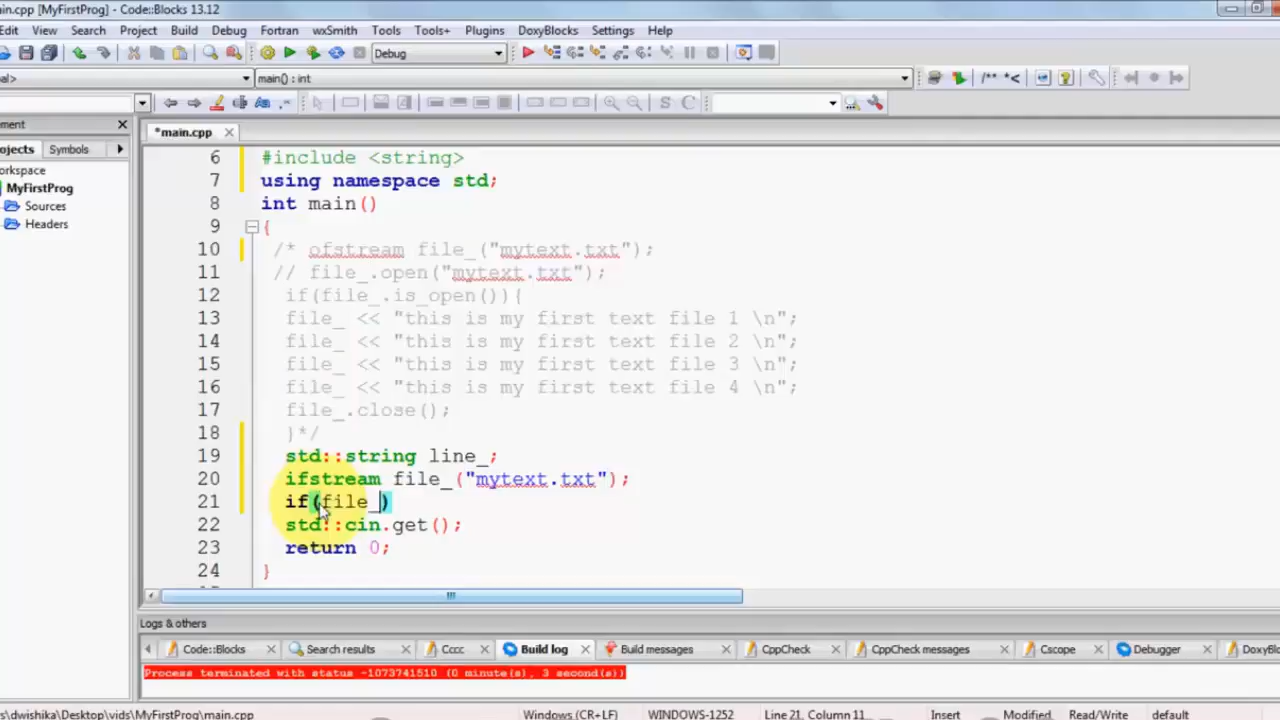 ain.cpp [MyFirstProg] - Code::Blocks 13.12
Edit View Search Project Build Debug Fortran wxSmith Tools Tools+ Plugins DoxyBlocks Settings Help
Debug
al> main() : int
/** *<
S C
ment
*main.cpp
ojects Symbols
orkspace
MyFirstProg
Sources
Headers
6 #include <string>
7 using namespace std;
8 int main()
9 {
10 /* ofstream file_("mytext.txt");
11 // file_.open("mytext.txt");
12 if(file_.is_open()){
13 file_ << "this is my first text file 1 \n";
14 file_ << "this is my first text file 2 \n";
15 file_ << "this is my first text file 3 \n";
16 file_ << "this is my first text file 4 \n";
17 file_.close();
18 }*/
19 std::string line_;
20 ifstream file_("mytext.txt");
21 if(file_)
22 std::cin.get();
23 return 0;
24 }
Logs & others
Code::Blocks Search results Cccc Build log Build messages CppCheck CppCheck messages Cscope Debugger DoxyBl
Process terminated with status -1073741510 (0 minute(s), 3 second(s))
s\dwishika\Desktop\vids\MyFirstProg\main.cpp Windows (CR+LF) WINDOWS-1252 Line 21, Column 11 Insert Modified Read/Write default